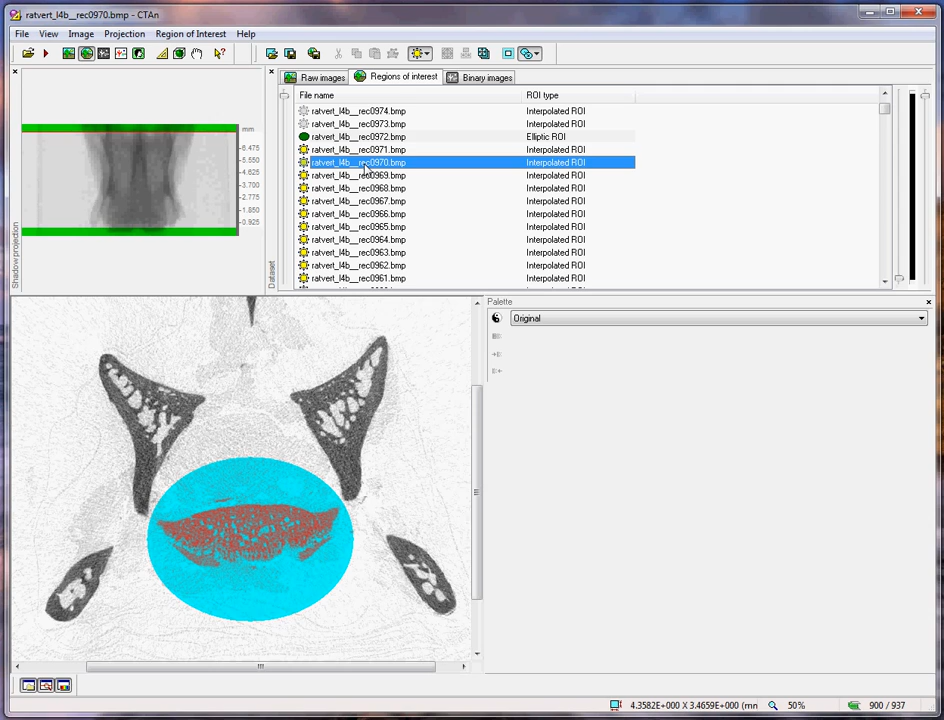 ratvert_l4b__rec0970.bmp - CTAn
File View Image Projection Region of Interest Help
Shadow projection
mm
6.475
5.550
4.625
3.700
2.775
1.850
0.925
Dataset
Raw images Regions of interest Binary images
File name ROI type
ratvert_l4b__rec0974.bmp Interpolated ROI
ratvert_l4b__rec0973.bmp Interpolated ROI
ratvert_l4b__rec0972.bmp Elliptic ROI
ratvert_l4b__rec0971.bmp Interpolated ROI
ratvert_l4b__rec0970.bmp Interpolated ROI
ratvert_l4b__rec0969.bmp Interpolated ROI
ratvert_l4b__rec0968.bmp Interpolated ROI
ratvert_l4b__rec0967.bmp Interpolated ROI
ratvert_l4b__rec0966.bmp Interpolated ROI
ratvert_l4b__rec0965.bmp Interpolated ROI
ratvert_l4b__rec0964.bmp Interpolated ROI
ratvert_l4b__rec0963.bmp Interpolated ROI
ratvert_l4b__rec0962.bmp Interpolated ROI
ratvert_l4b__rec0961.bmp Interpolated ROI
Palette
Original
4.3582E+000 X 3.4659E+000 (mn 50% 900 / 937